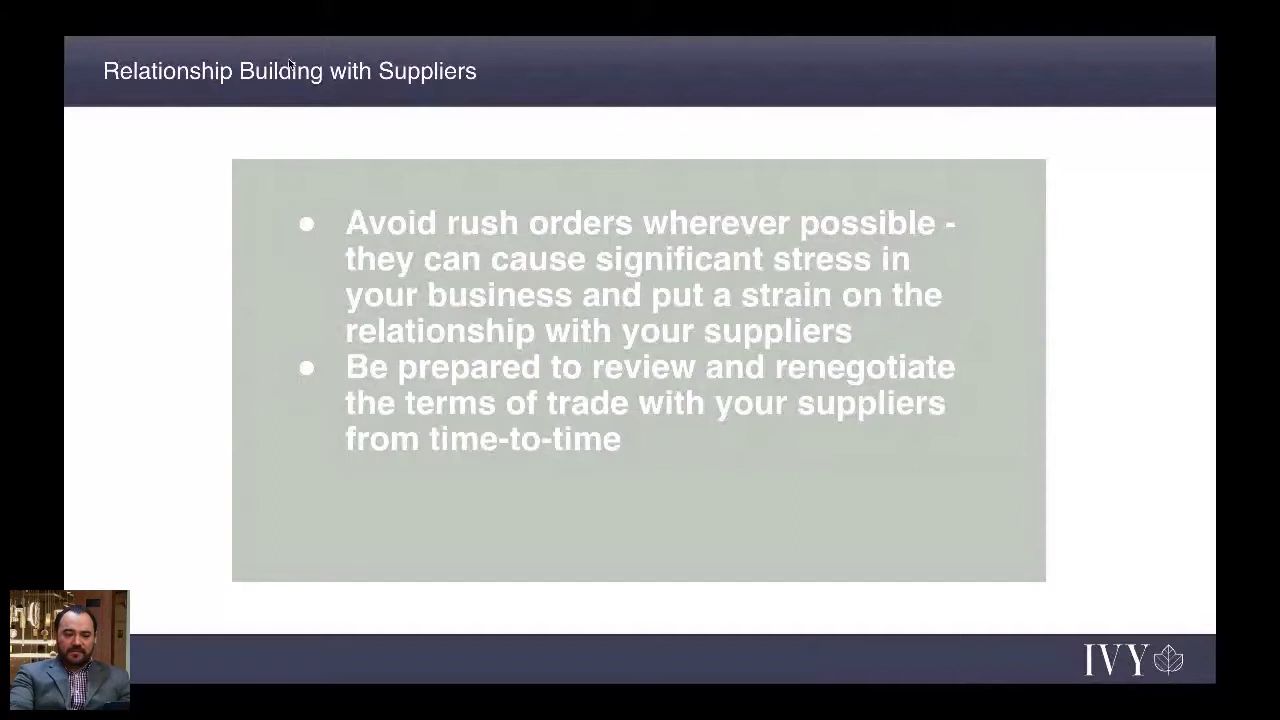 Relationship Building with Suppliers
● Avoid rush orders wherever possible -
they can cause significant stress in
your business and put a strain on the
relationship with your suppliers
● Be prepared to review and renegotiate
the terms of trade with your suppliers
from time-to-time
IVY